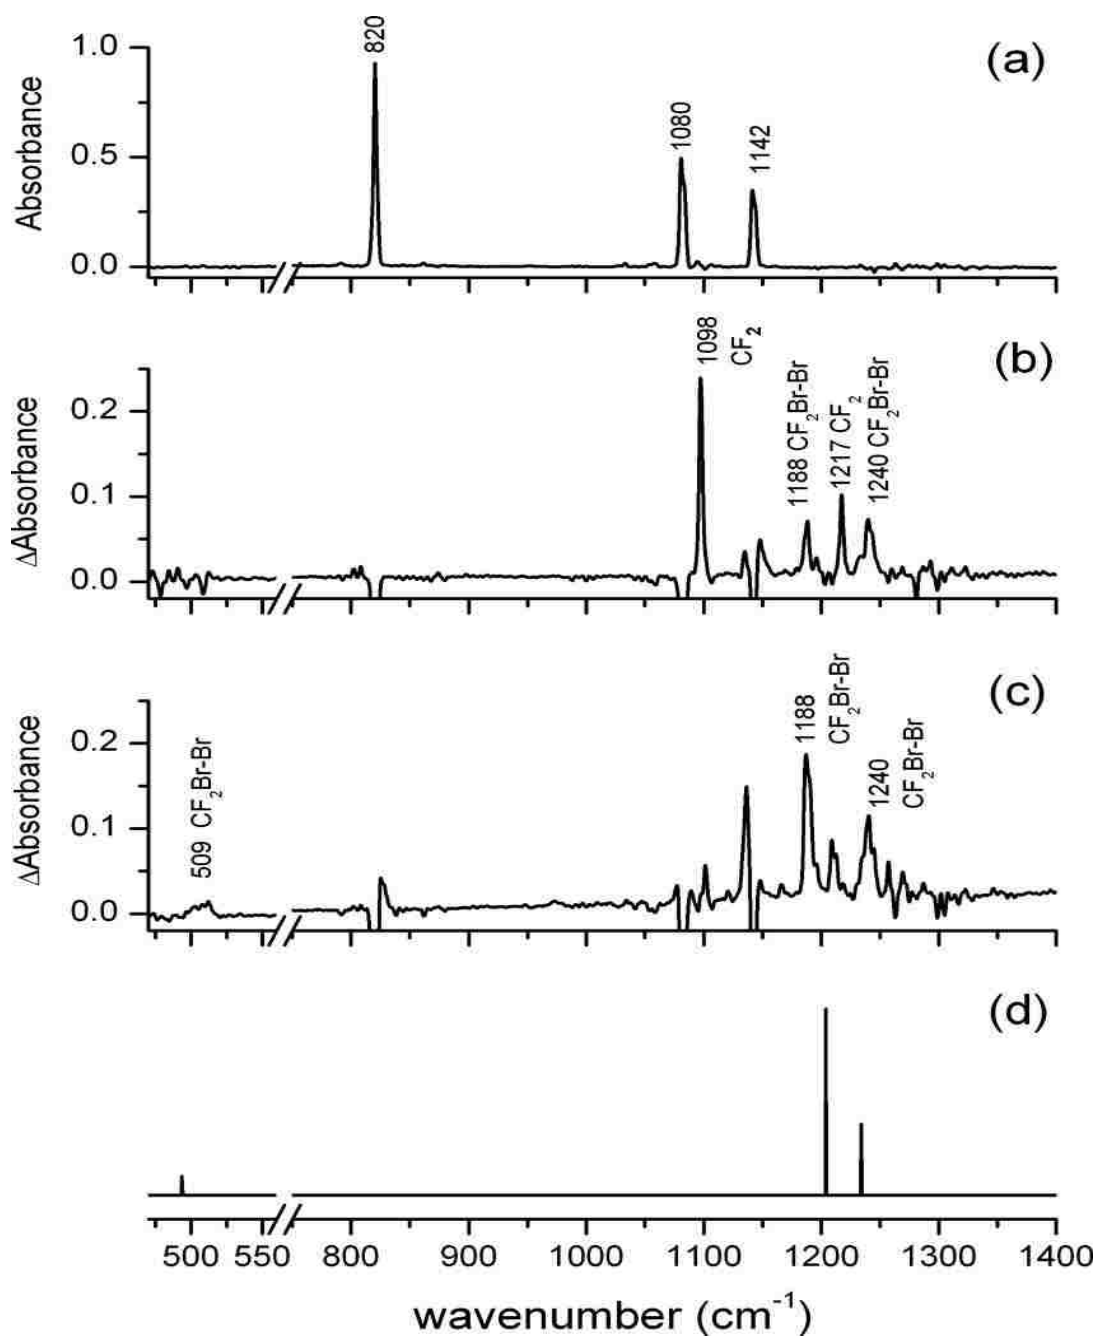 (a)
820
1080
1142
1.0
0.5
0.0
Absorbance
(b)
1098
CF₂
1188 CF₂Br-Br
1217 CF₂
1240 CF₂Br-Br
0.2
0.1
0.0
ΔAbsorbance
(c)
509 CF₂Br-Br
1188
CF₂Br-Br
1240
CF₂Br-Br
0.2
0.1
0.0
ΔAbsorbance
(d)
500 550 800 900 1000 1100 1200 1300 1400
wavenumber (cm⁻¹)